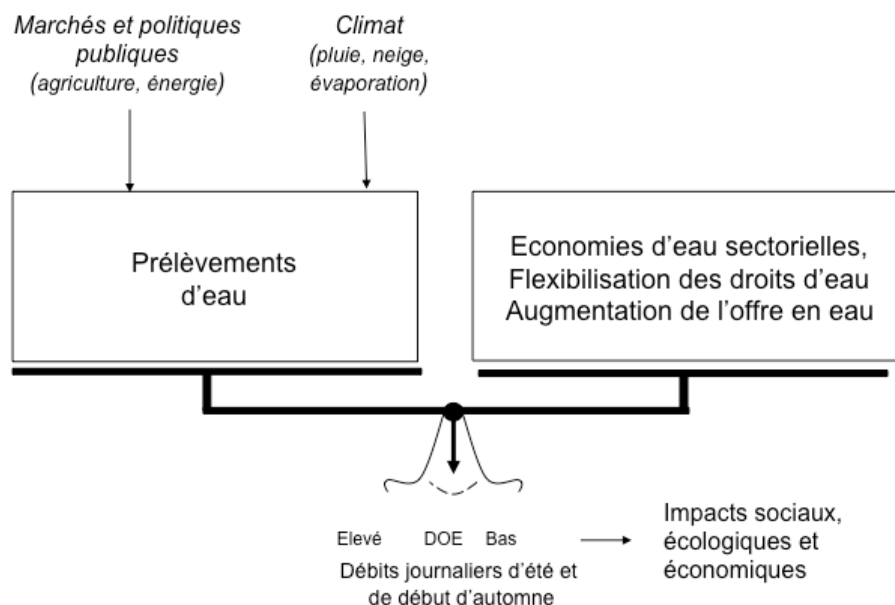 Marchés et politiques
publiques
(agriculture, énergie)
Climat
(pluie, neige,
évaporation)
Prélèvements
d'eau
Economies d'eau sectorielles,
Flexibilisation des droits d'eau
Augmentation de l'offre en eau
Elevé DOE Bas
Débits journaliers d'été et
de début d'automne
Impacts sociaux,
écologiques et
économiques